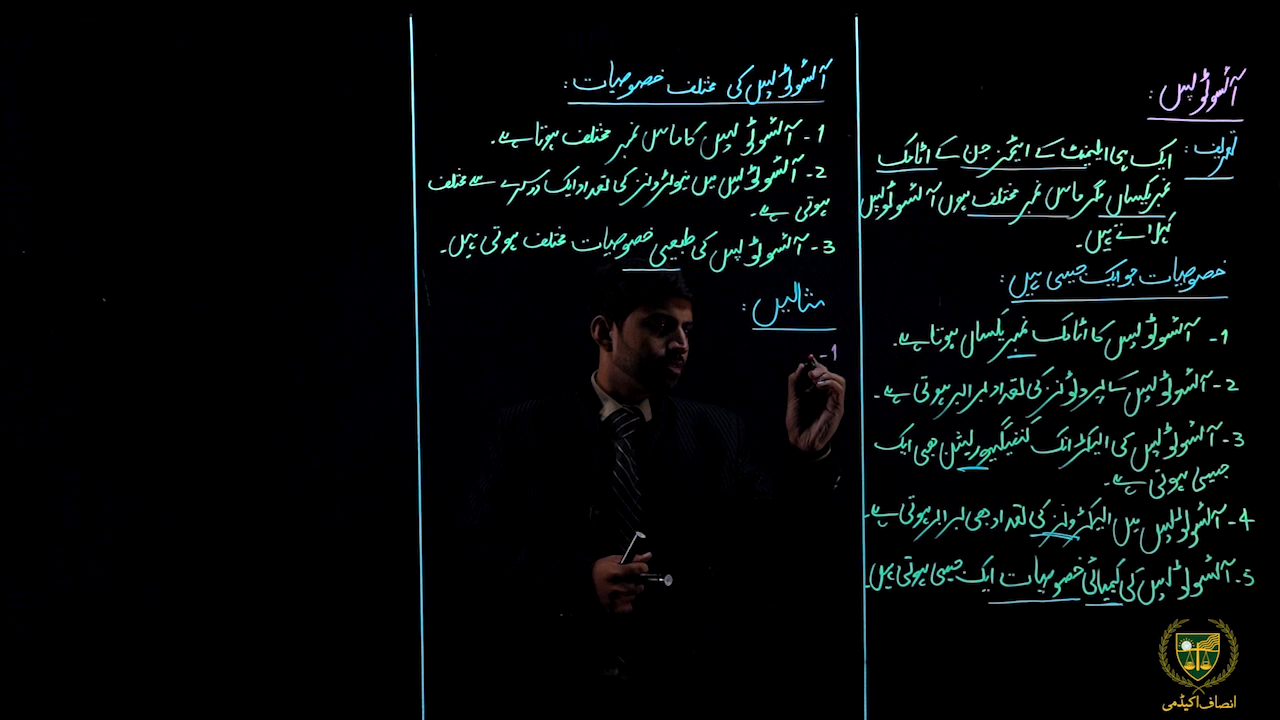 آئسوٹوپس:
تعریف: ایک ہی ایلیمنٹ کے ایٹمز جن کے اٹامک
نمبر یکساں مگر ماس نمبر مختلف ہوں آئسوٹوپس
کہلاتے ہیں۔
خصوصیات جو ایک جیسی ہیں:
1- آئسوٹوپس کا اٹامک نمبر یکساں ہوتا ہے۔
2- آئسوٹوپس کے پروٹونز کی تعداد برابر ہوتی ہے۔
3- آئسوٹوپس کی الیکٹرانک کنفیگیوریشن بھی ایک
جیسی ہوتی ہے۔
4- آئسوٹوپس میں الیکٹرونز کی تعداد بھی برابر ہوتی ہے۔
5- آئسوٹوپس کی کیمیائی خصوصیات ایک جیسی ہوتی ہیں۔
آئسوٹوپس کی مختلف خصوصیات:
1- آئسوٹوپس کا ماس نمبر مختلف ہوتا ہے۔
2- آئسوٹوپس میں نیوٹرونز کی تعداد ایک دوسرے سے مختلف
ہوتی ہے۔
3- آئسوٹوپس کی طبیعی خصوصیات مختلف ہوتی ہیں۔
مثالیں:
1-
انصاف اکیڈمی